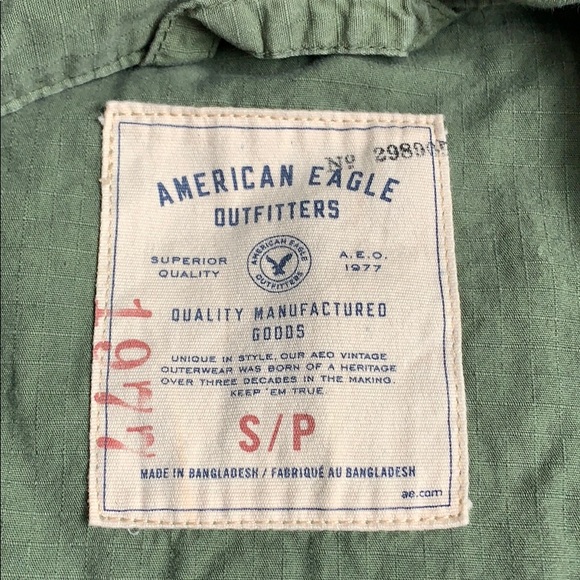 Nº 29896
AMERICAN EAGLE
OUTFITTERS
SUPERIOR
QUALITY
AMERICAN EAGLE
OUTFITTERS
A.E.O.
1977
QUALITY MANUFACTURED
GOODS
UNIQUE IN STYLE, OUR AEO VINTAGE
OUTERWEAR WAS BORN OF A HERITAGE
OVER THREE DECADES IN THE MAKING.
KEEP 'EM TRUE.
1977
S/P
MADE IN BANGLADESH / FABRIQUÉ AU BANGLADESH
ae.com